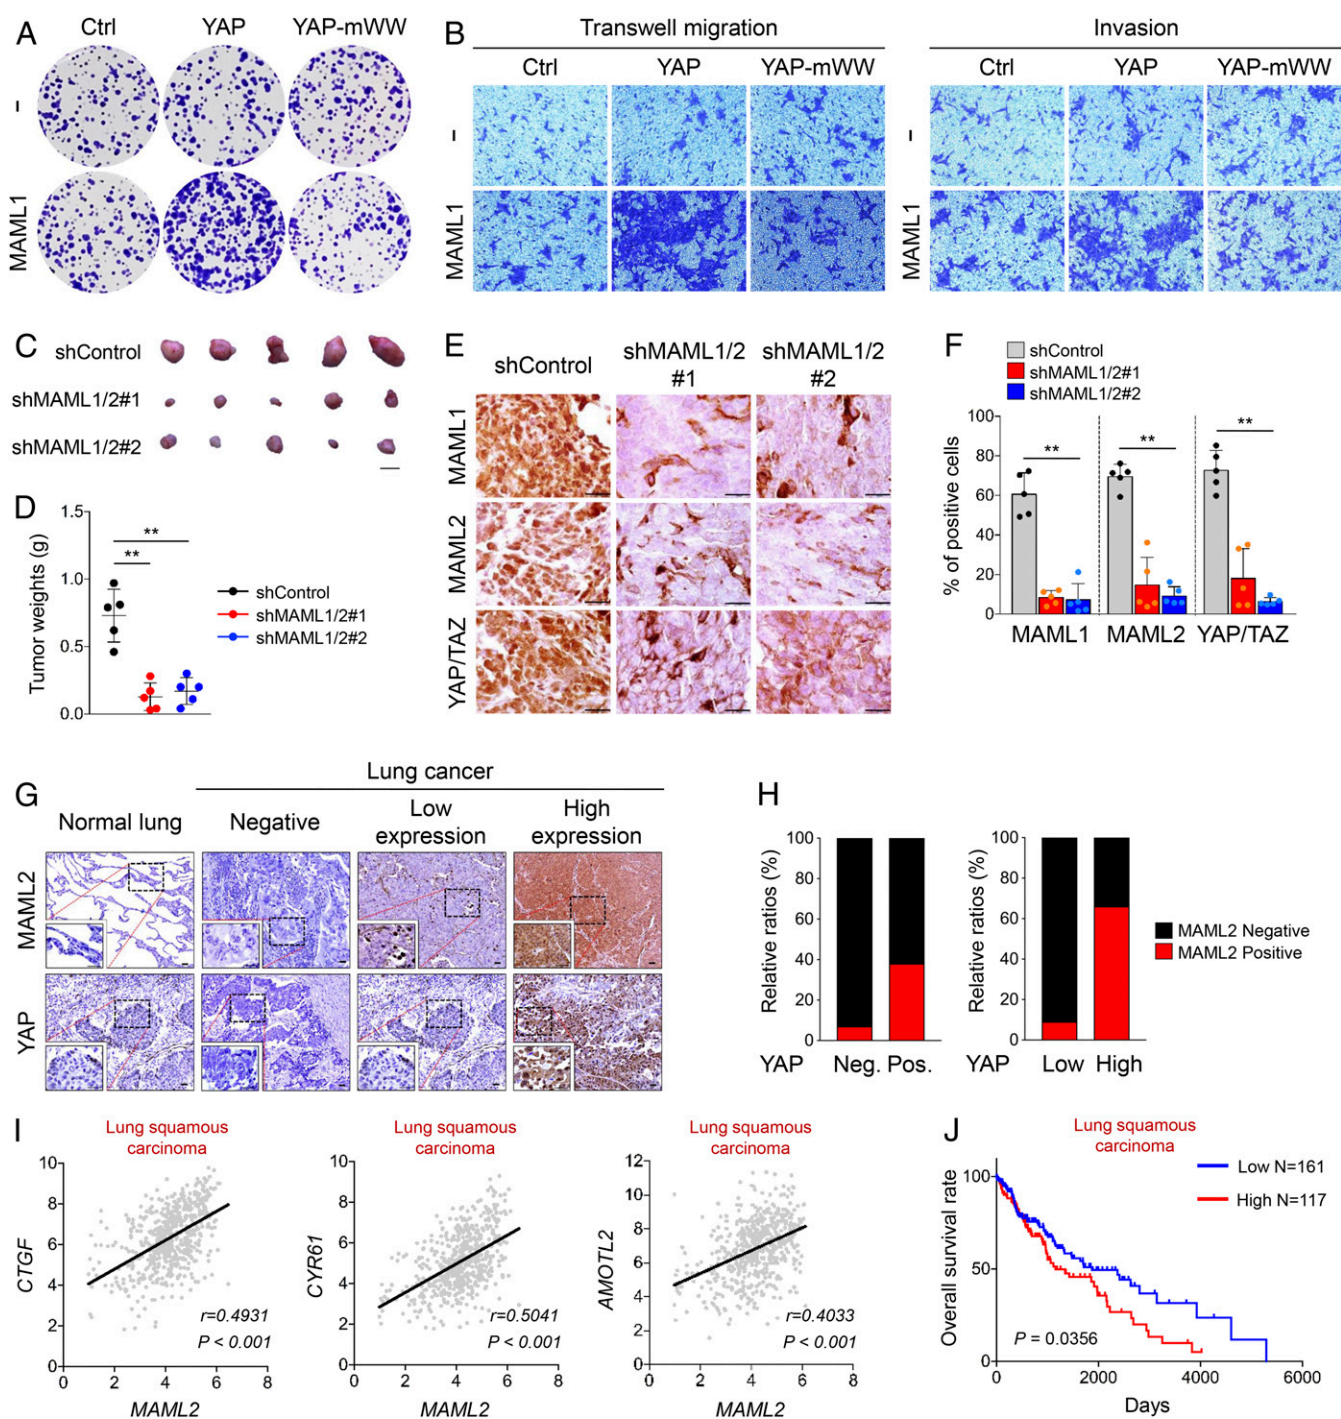 A
Ctrl
YAP
YAP-mWW
–
MAML1
B
Transwell migration
Invasion
Ctrl
YAP
YAP-mWW
Ctrl
YAP
YAP-mWW
–
MAML1
–
MAML1
C
shControl
shMAML1/2#1
shMAML1/2#2
D
Tumor weights (g)
1.5
1.0
0.5
0.0
**
**
shControl
shMAML1/2#1
shMAML1/2#2
E
shControl
shMAML1/2
#1
shMAML1/2
#2
MAML1
MAML2
YAP/TAZ
F
shControl
shMAML1/2#1
shMAML1/2#2
% of positive cells
100
80
60
40
20
0
**
**
**
MAML1
MAML2
YAP/TAZ
G
Lung cancer
Normal lung
Negative
Low
expression
High
expression
MAML2
YAP
H
Relative ratios (%)
100
80
60
40
20
0
YAP
Neg.
Pos.
Relative ratios (%)
100
80
60
40
20
0
YAP
Low
High
MAML2 Negative
MAML2 Positive
I
Lung squamous
carcinoma
CTGF
10
8
6
4
2
0
r=0.4931
P < 0.001
0
2
4
6
8
MAML2
Lung squamous
carcinoma
CYR61
10
8
6
4
2
0
r=0.5041
P < 0.001
0
2
4
6
8
MAML2
Lung squamous
carcinoma
AMOTL2
12
10
8
6
4
2
0
r=0.4033
P < 0.001
0
2
4
6
8
MAML2
J
Lung squamous
carcinoma
Overall survival rate
100
50
0
Low N=161
High N=117
P = 0.0356
0
2000
4000
6000
Days